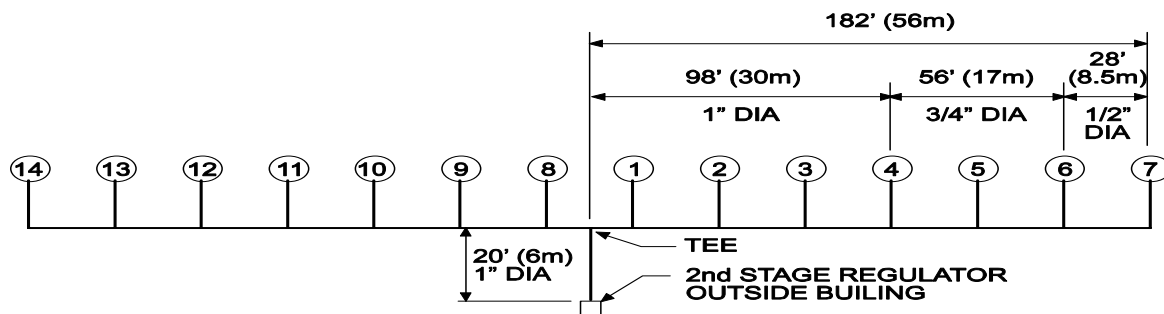 182' (56m)
28'
(8.5m)
98' (30m)
56' (17m)
1” DIA
3/4” DIA
1/2”
DIA
14 13 12 11 10 9 8 1 2 3 4 5 6 7
20' (6m)
1” DIA
TEE
2nd STAGE REGULATOR
OUTSIDE BUILING